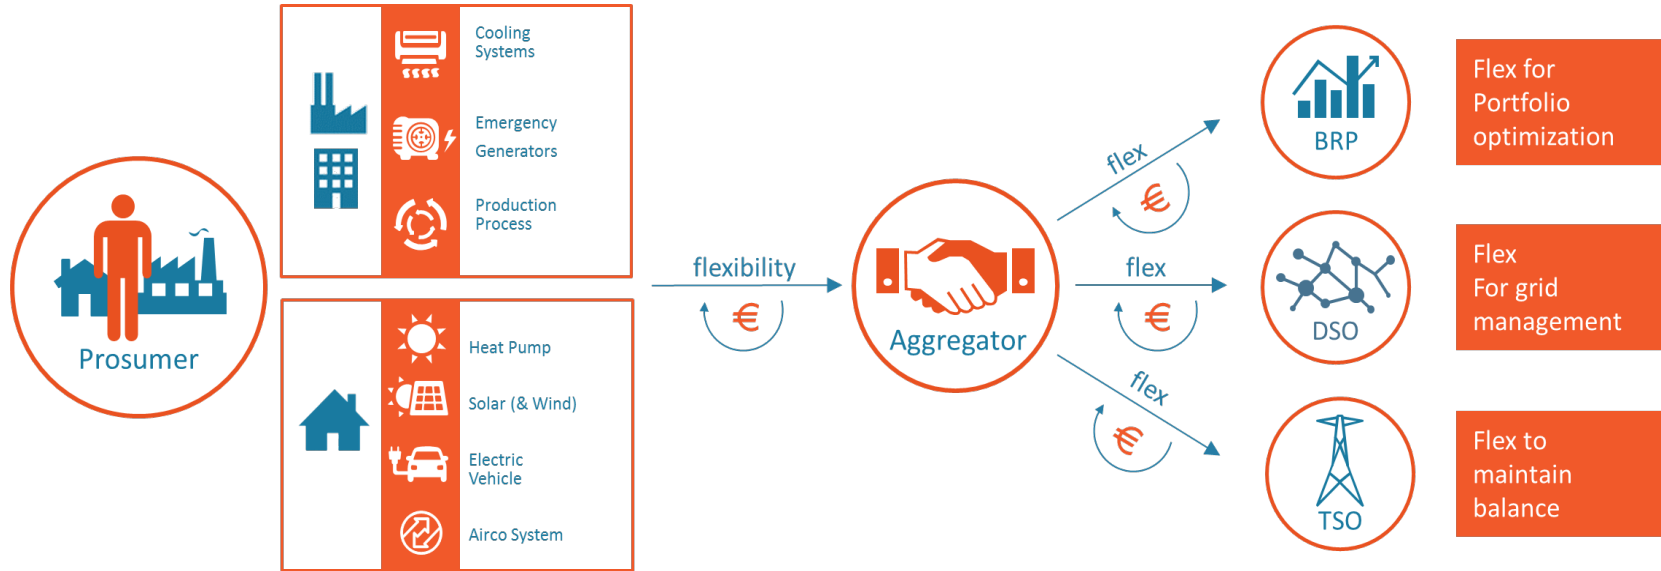 Prosumer
Cooling
Systems
Emergency
Generators
Production
Process
Heat Pump
Solar (& Wind)
Electric
Vehicle
Airco System
flexibility
€
Aggregator
flex
€
flex
€
flex
€
BRP
DSO
TSO
Flex for
Portfolio
optimization
Flex
For grid
management
Flex to
maintain
balance